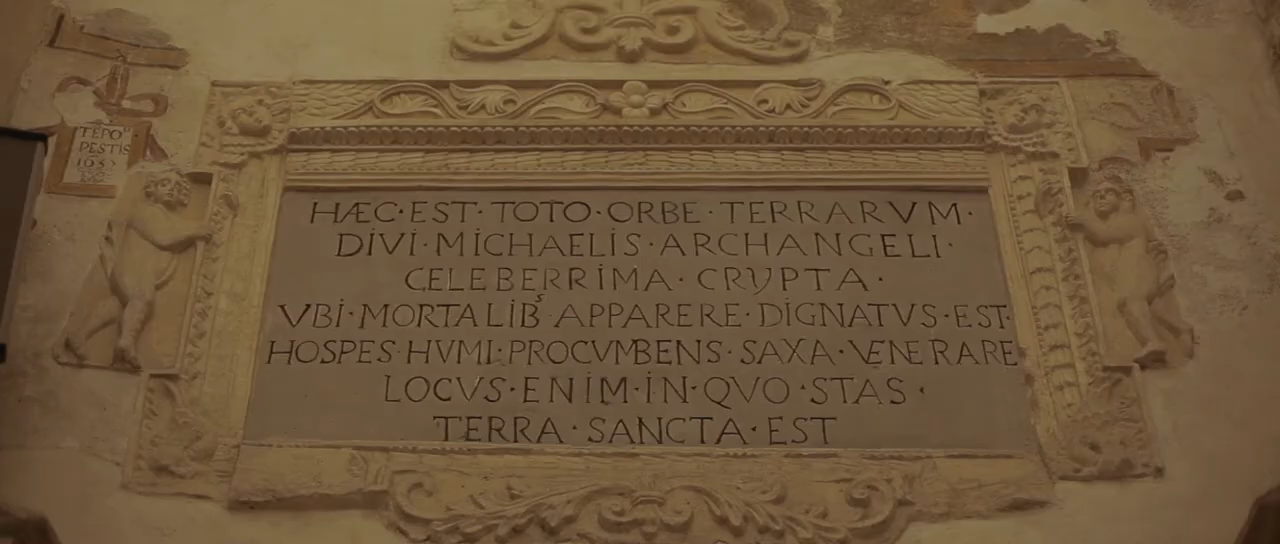 TEPO
PESTIS
HÆC·EST·TOTO·ORBE·TERRARVM·
DIVI·MICHAELIS·ARCHANGELI·
CELEBERRIMA·CRYPTA·
VBI·MORTALIBꝰ·APPARERE·DIGNATVS·EST·
HOSPES·HVMI·PROCVMBENS·SAXA·VENERARE
LOCVS·ENIM·IN·QVO·STAS·
TERRA·SANCTA·EST